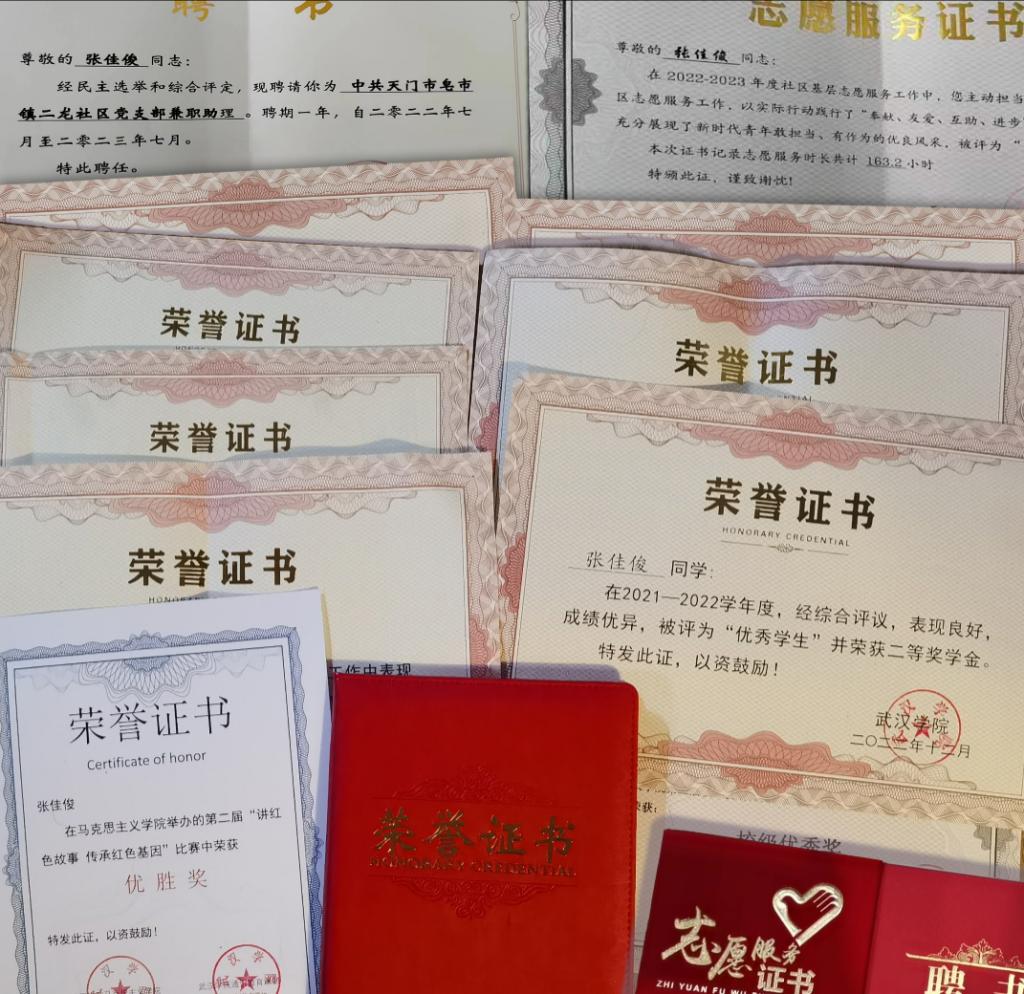 聘 书
尊敬的 张佳俊 同志：
经民主选举和综合评定，现聘请你为 中共天门市皂市
镇二龙社区党支部兼职助理。聘期一年，自二〇二二年七
月至二〇二三年七月。
特此聘任。
志愿服务证书
尊敬的 张佳俊 同志：
在 2022-2023 年度社区基层志愿服务工作中，您主动担当
区志愿服务工作，以实际行动践行了“奉献、友爱、互助、进步
充分展现了新时代青年敢担当、有作为的优良风采，被评为“
本次证书记录志愿服务时长共计 163.2 小时
特颁此证，谨致谢忱！
荣誉证书
荣誉证书
荣誉证书
荣誉证书
工作中表现
荣誉证书
HONORARY CREDENTIAL
张佳俊 同学：
在2021—2022学年度，经综合评议，表现良好，
成绩优异，被评为“优秀学生”并荣获二等奖学金。
特发此证，以资鼓励！
武汉学院
二〇二二年十二月
荣誉证书
Certificate of honor
张佳俊
在马克思主义学院举办的第二届“讲红
色故事 传承红色基因”比赛中荣获
优胜奖
特发此证，以资鼓励！
荣誉证书
HONORARY CREDENTIAL
校级优秀奖
志愿服务
证书
ZHI YUAN FU WU
聘 书